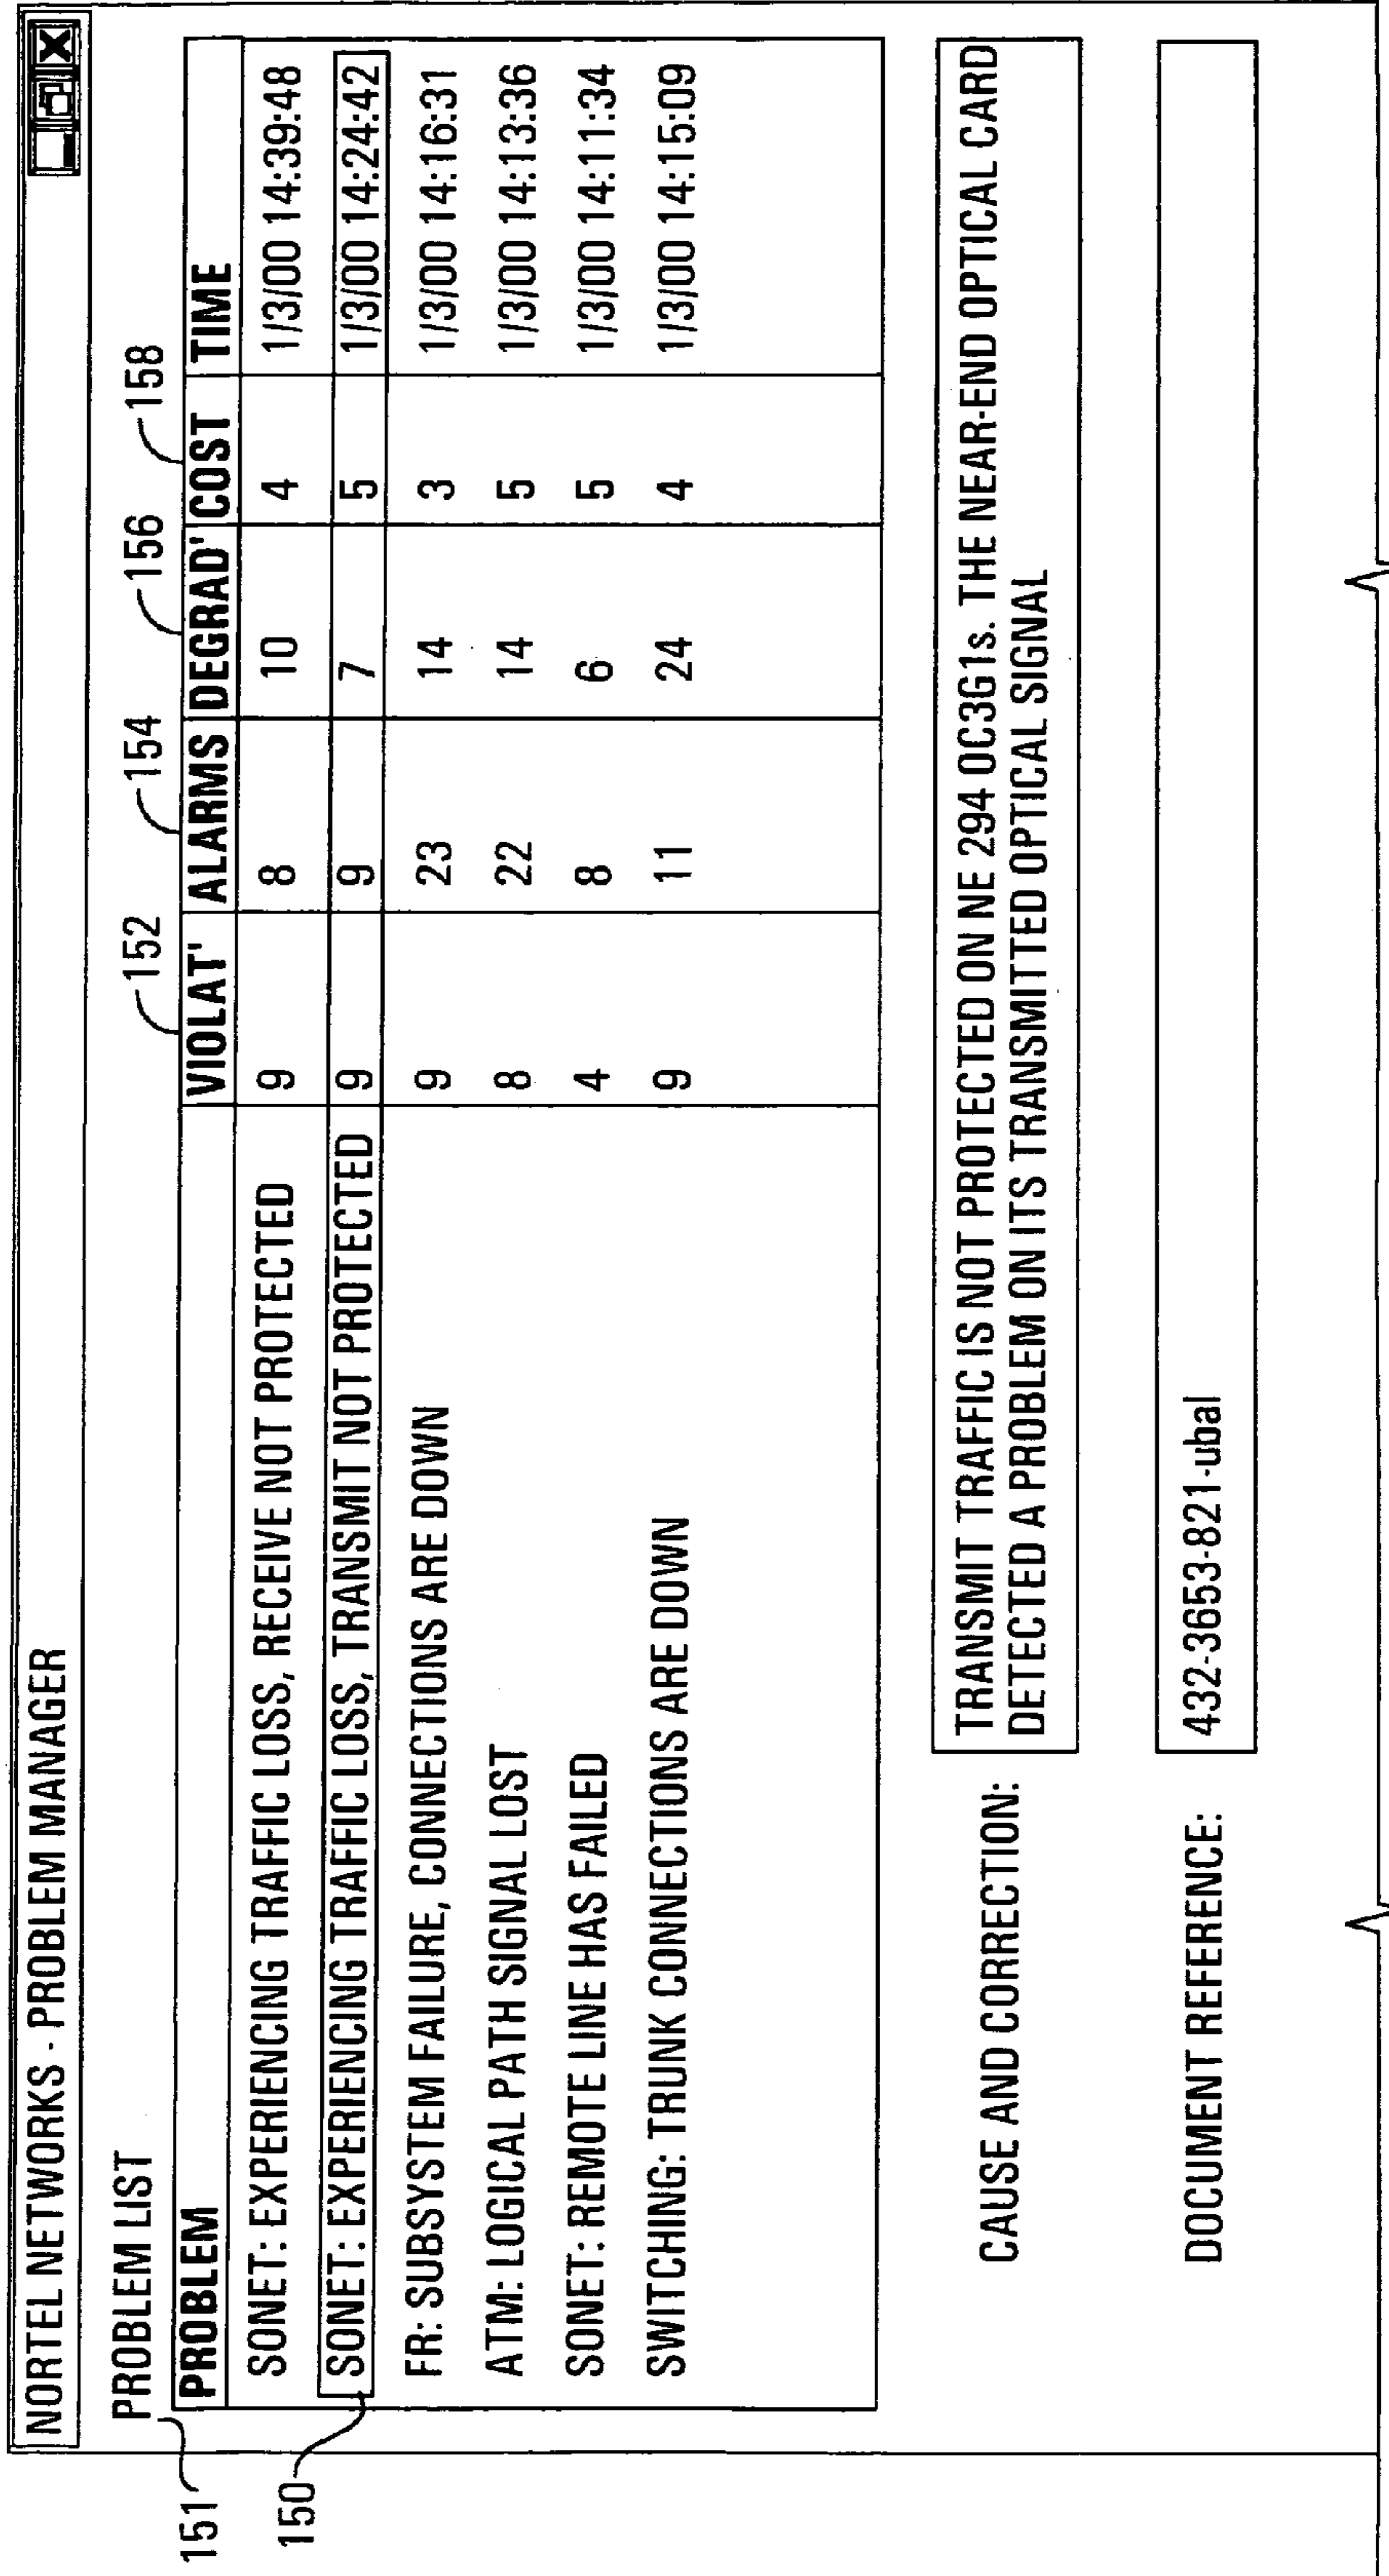 NORTEL NETWORKS - PROBLEM MANAGER
PROBLEM LIST
151
152 154 156 158
PROBLEM VIOLAT' ALARMS DEGRAD' COST TIME
SONET: EXPERIENCING TRAFFIC LOSS, RECEIVE NOT PROTECTED 9 8 10 4 1/3/00 14:39:48
150
SONET: EXPERIENCING TRAFFIC LOSS, TRANSMIT NOT PROTECTED 9 9 7 5 1/3/00 14:24:42
FR: SUBSYSTEM FAILURE, CONNECTIONS ARE DOWN 9 23 14 3 1/3/00 14:16:31
ATM: LOGICAL PATH SIGNAL LOST 8 22 14 5 1/3/00 14:13:36
SONET: REMOTE LINE HAS FAILED 4 8 6 5 1/3/00 14:11:34
SWITCHING: TRUNK CONNECTIONS ARE DOWN 9 11 24 4 1/3/00 14:15:09
CAUSE AND CORRECTION:
TRANSMIT TRAFFIC IS NOT PROTECTED ON NE 294 OC3G1s. THE NEAR-END OPTICAL CARD
DETECTED A PROBLEM ON ITS TRANSMITTED OPTICAL SIGNAL
DOCUMENT REFERENCE: 432-3653-821-ubal